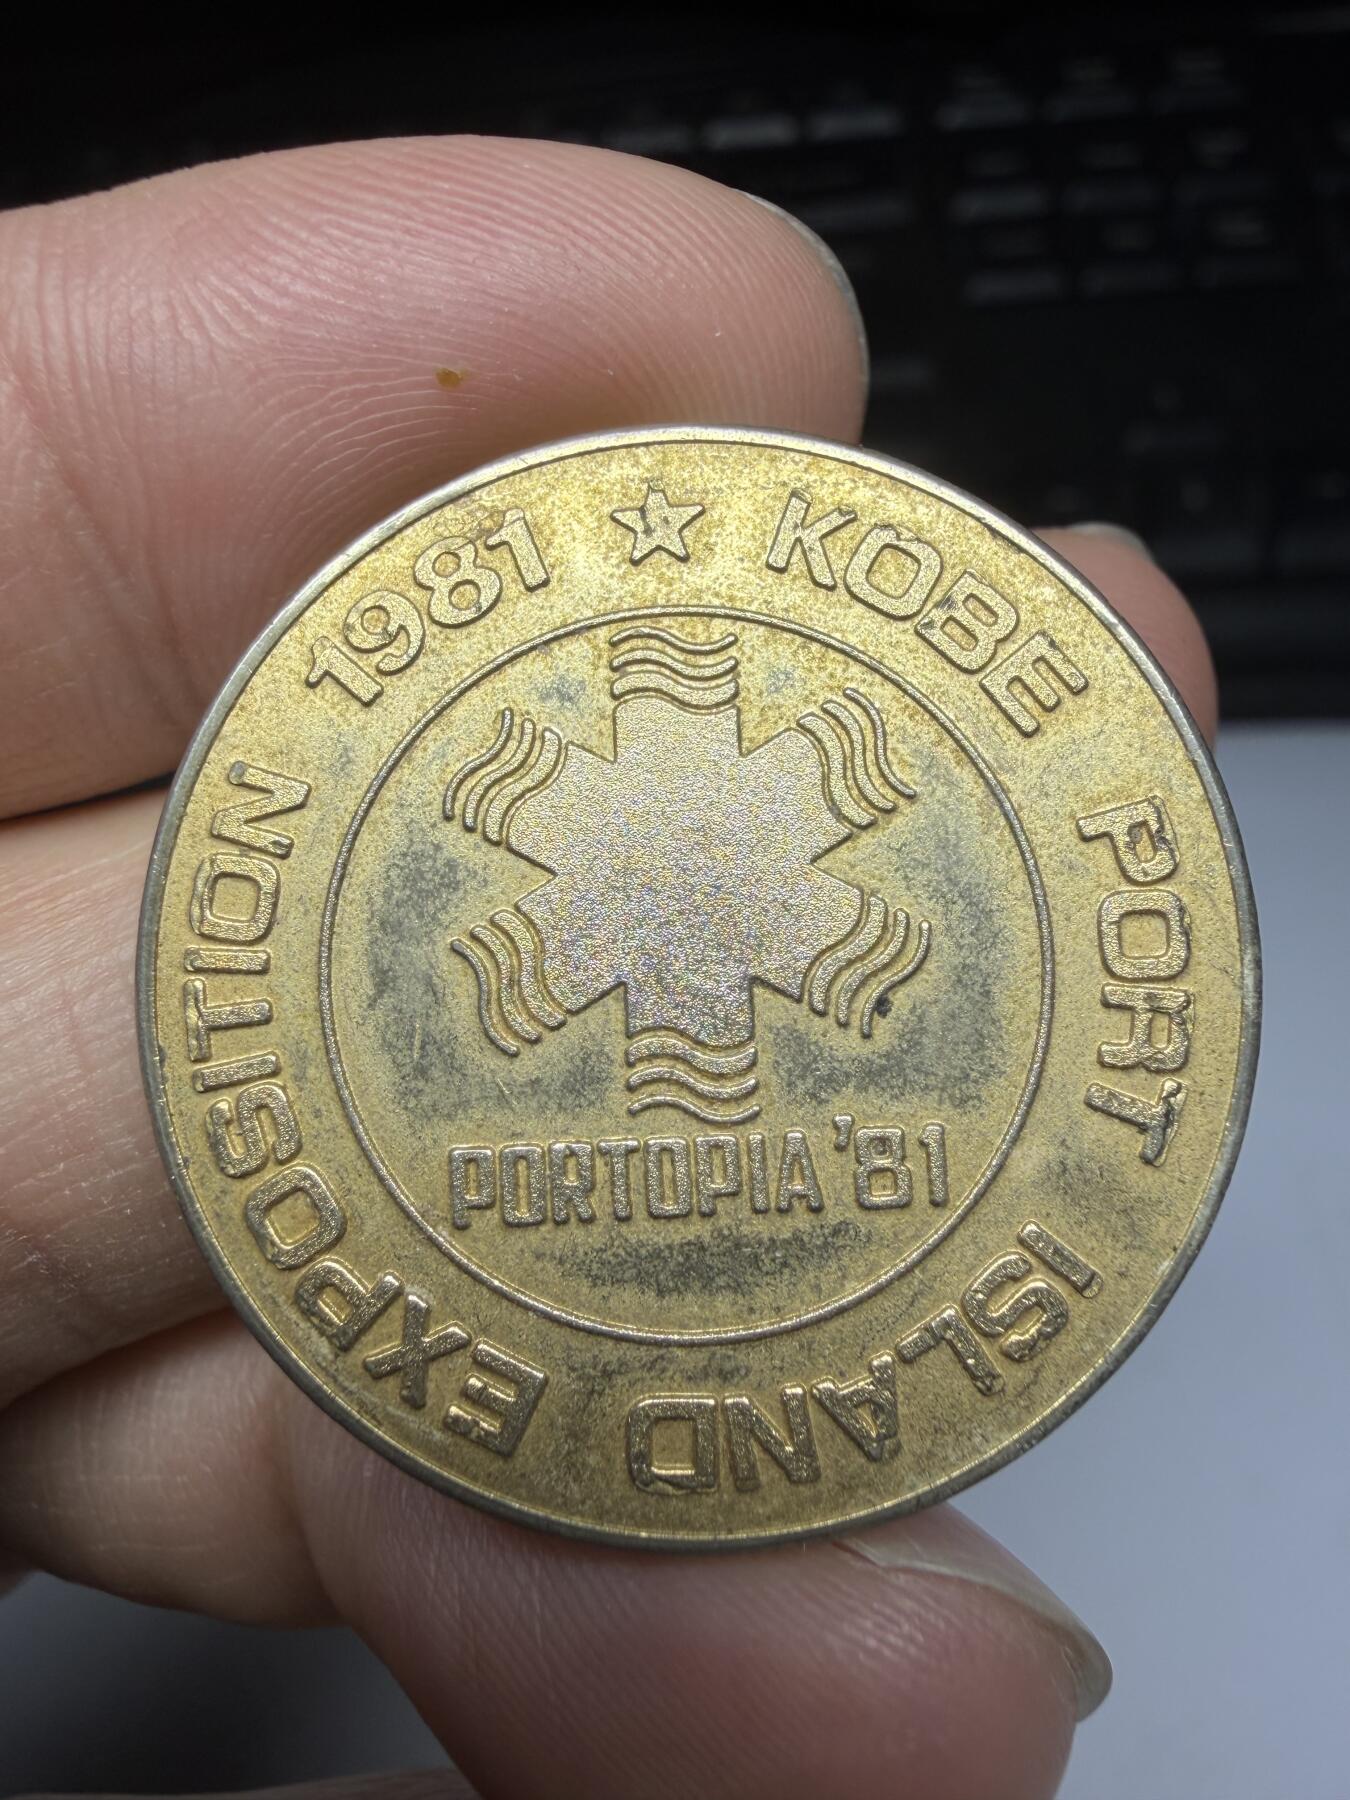 ★ KOBE PORT ISLAND EXPOSITION 1981
PORTOPIA '81